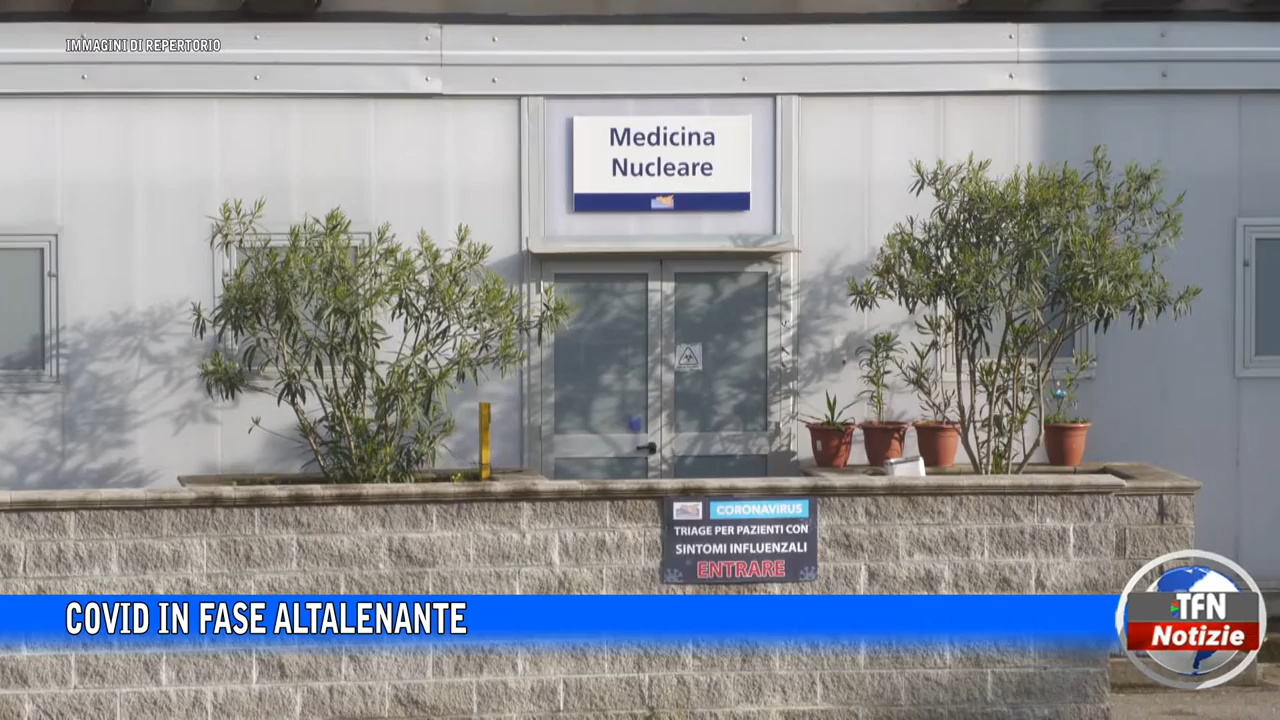 IMMAGINI DI REPERTORIO
Medicina
Nucleare
CORONAVIRUS
TRIAGE PER PAZIENTI CON
SINTOMI INFLUENZALI
ENTRARE
COVID IN FASE ALTALENANTE
TFN
Notizie